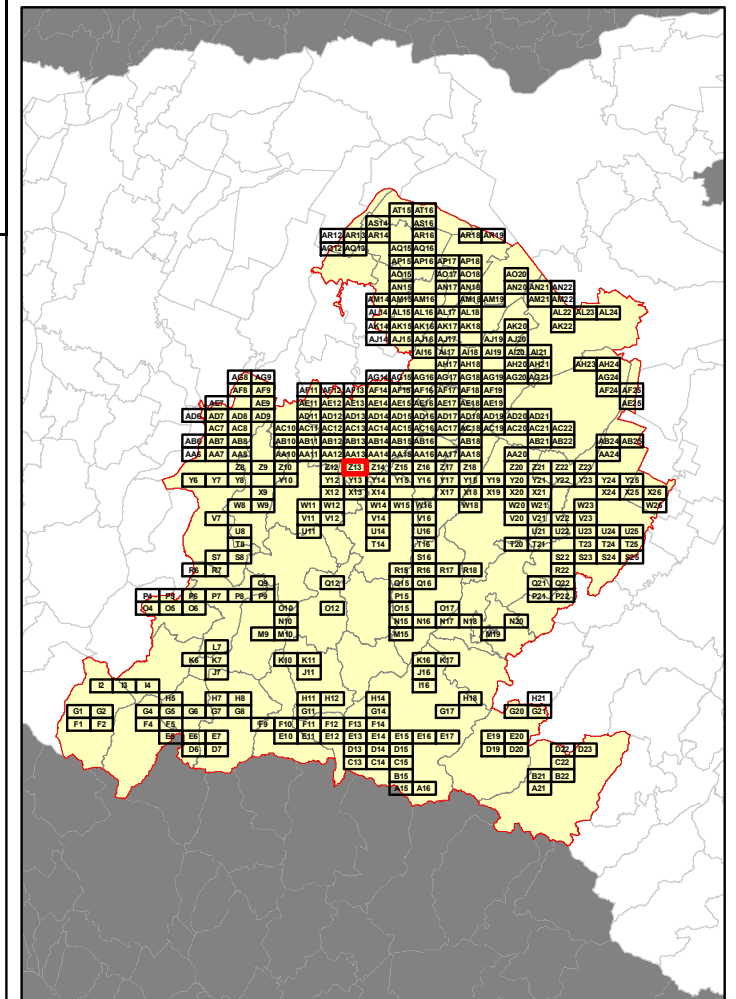 AT15 AT16
AS14 AS16
AR12 AR13 AR14 AR16 AR18 AR19
AQ12 AQ13 AQ15 AQ16
AP15 AP16 AP17 AP18
AO15 AO17 AO18 AO20
AN15 AN17 AN18 AN20 AN21 AN22
AM14 AM15 AM16 AM18 AM19 AM21 AM22
AL14 AL15 AL16 AL17 AL18 AL22 AL23 AL24
AK14 AK15 AK16 AK17 AK18 AK20 AK22
AJ14 AJ15 AJ16 AJ17 AJ19 AJ20
AI16 AI17 AI18 AI19 AI20 AI21
AH17 AH18 AH20 AH21 AH23 AH24
AG8 AG9 AG14 AG15 AG16 AG17 AG18 AG19 AG20 AG21 AG24
AF8 AF9 AF11 AF12 AF13 AF14 AF15 AF16 AF17 AF18 AF19 AF24 AF25
AE7 AE9 AE11 AE12 AE13 AE14 AE15 AE16 AE17 AE18 AE19 AE25
AD6 AD7 AD8 AD9 AD11 AD12 AD13 AD14 AD15 AD16 AD17 AD18 AD19 AD20 AD21
AC7 AC8 AC10 AC11 AC12 AC13 AC14 AC15 AC16 AC17 AC18 AC19 AC20 AC21 AC22
AB6 AB7 AB8 AB10 AB11 AB12 AB13 AB14 AB15 AB16 AB17 AB18 AB21 AB22 AB24 AB25
AA6 AA7 AA8 AA10 AA11 AA12 AA13 AA14 AA15 AA16 AA17 AA18 AA20 AA24
Z8 Z9 Z10 Z12 Z13 Z14 Z15 Z16 Z17 Z18 Z20 Z21 Z22 Z23
Y6 Y7 Y8 Y10 Y12 Y13 Y14 Y15 Y16 Y17 Y18 Y19 Y20 Y21 Y22 Y23 Y24 Y25
X9 X12 X13 X14 X17 X18 X19 X20 X21 X24 X25 X26
W8 W9 W11 W12 W14 W15 W16 W18 W20 W21 W23 W26
V7 V11 V12 V14 V16 V20 V21 V22 V23
U8 U11 U14 U16 U21 U22 U23 U24 U25
T8 T14 T16 T20 T21 T23 T24 T25
S7 S8 S16 S22 S23 S24 S25
R6 R7 R15 R16 R17 R18 R22
Q9 Q12 Q15 Q16 Q21 Q22
P4 P5 P6 P7 P8 P9 P15 P21 P22
O4 O5 O6 O10 O12 O15 O17
N10 N15 N16 N17 N18 N20
M9 M10 M15 M19
L7
K6 K7 K10 K11 K16 K17
J7 J11 J16
I2 I3 I4 I16
H5 H7 H8 H11 H12 H14 H18 H21
G1 G2 G4 G5 G6 G7 G8 G11 G14 G17 G20 G21
F1 F2 F4 F5 F9 F10 F11 F12 F13 F14
E5 E6 E7 E10 E11 E12 E13 E14 E15 E16 E17 E19 E20
D6 D7 D13 D14 D15 D19 D20 D22 D23
C13 C14 C15 C22
B15 B21 B22
A15 A16 A21